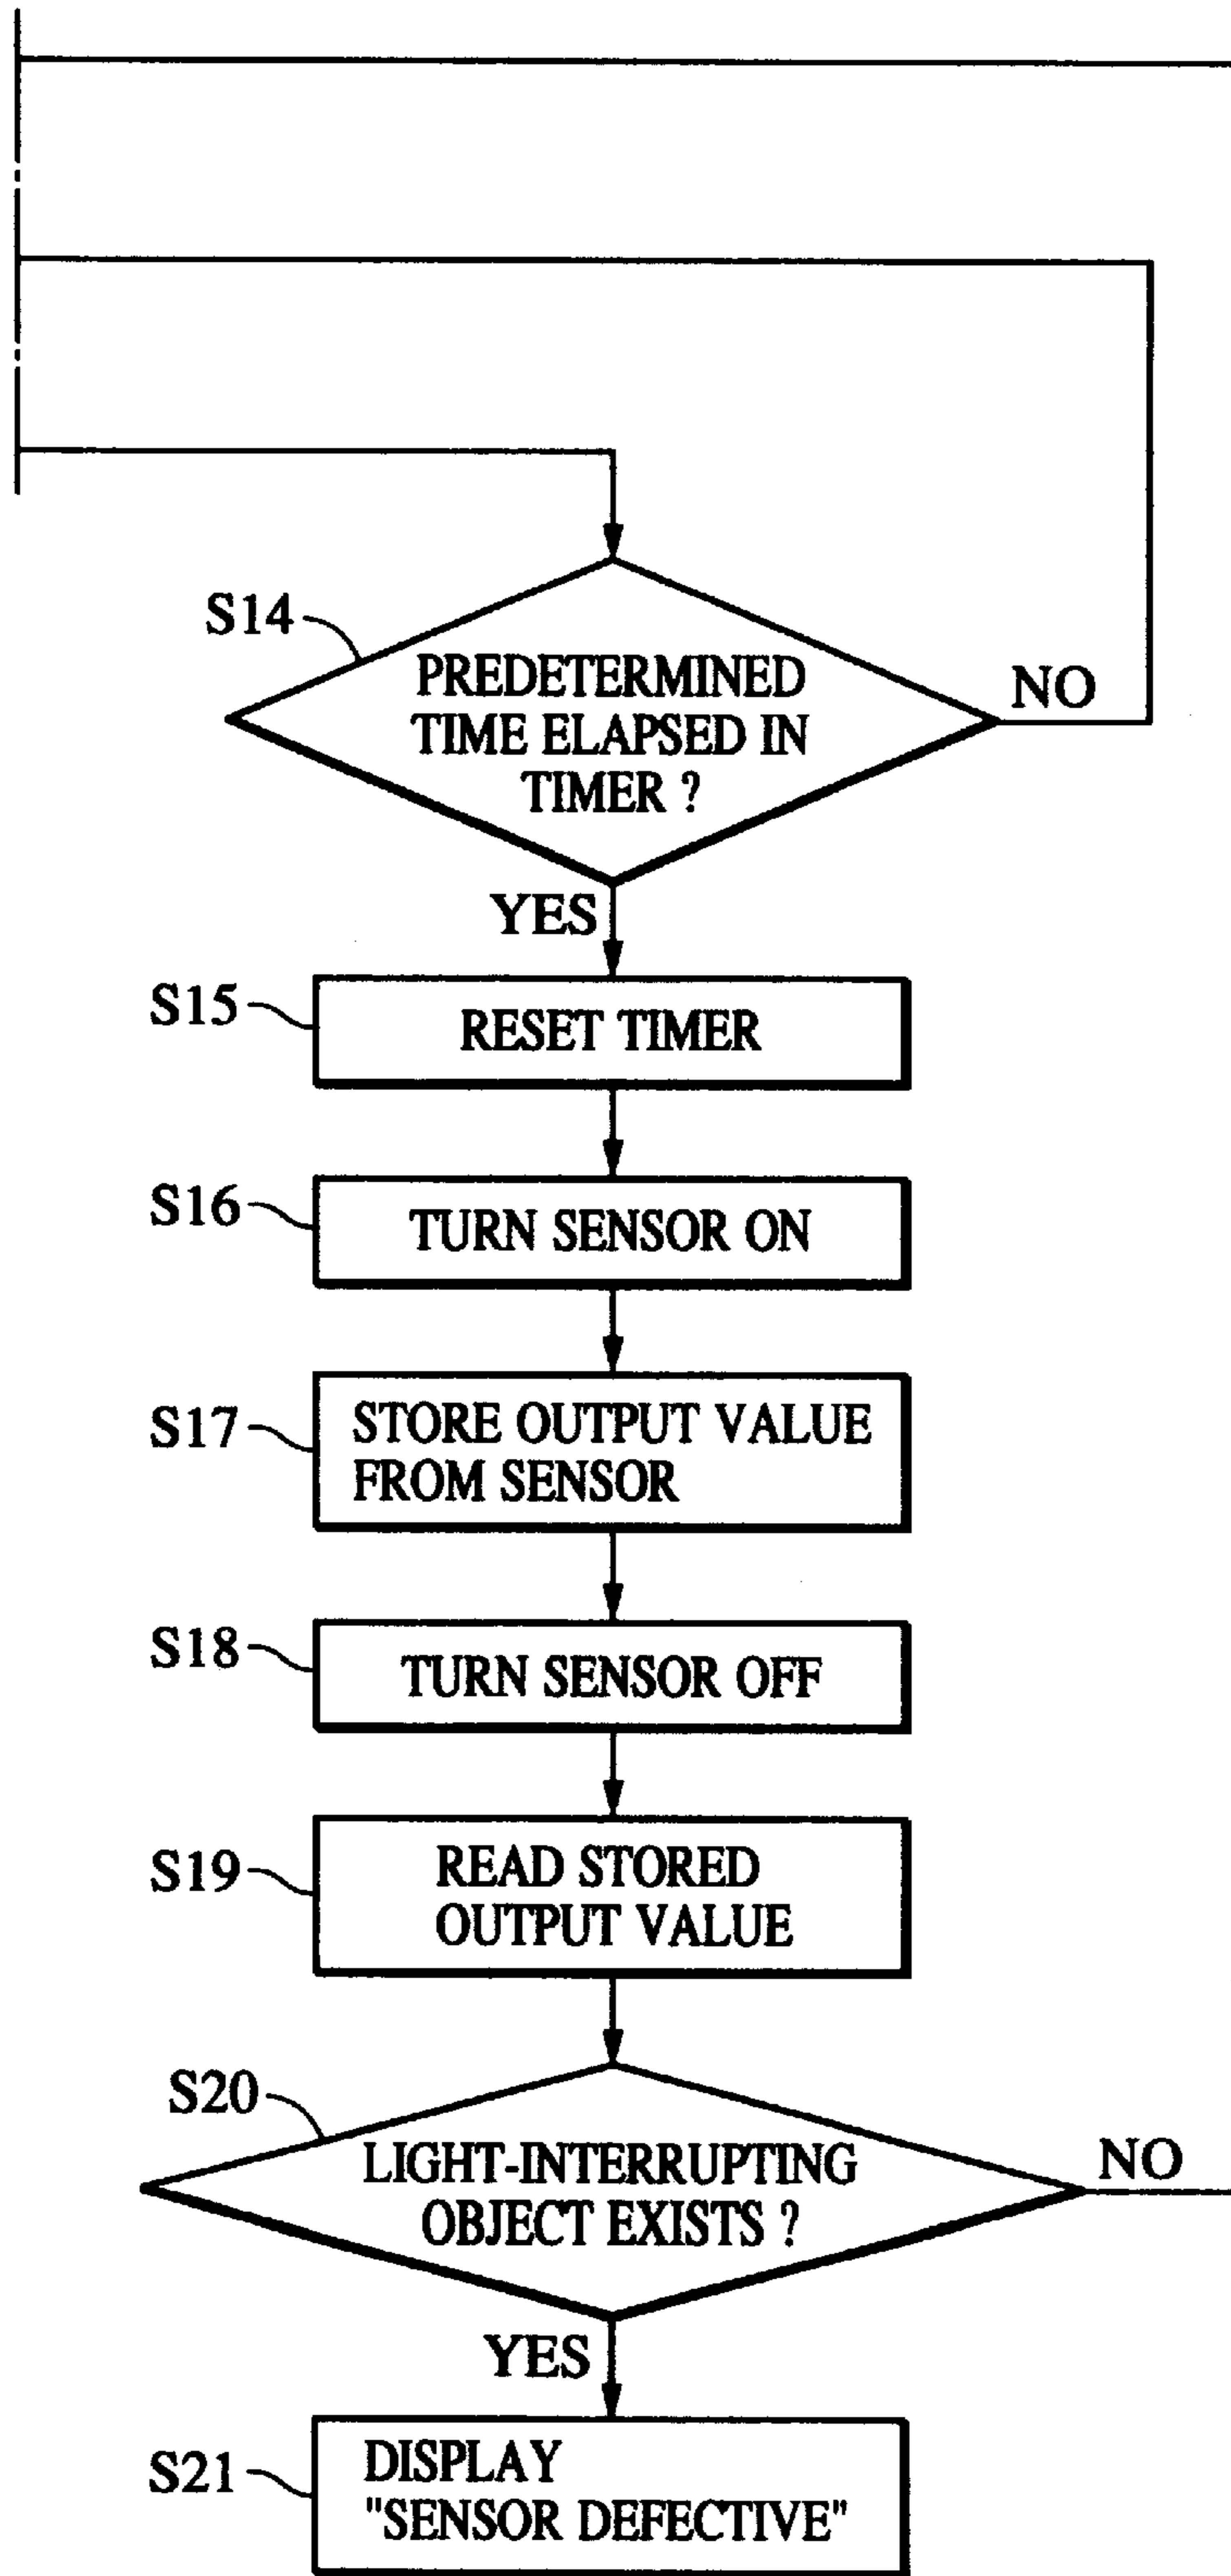 S14
PREDETERMINED
TIME ELAPSED IN
TIMER ?
NO
YES
S15
RESET TIMER
S16
TURN SENSOR ON
S17
STORE OUTPUT VALUE
FROM SENSOR
S18
TURN SENSOR OFF
S19
READ STORED
OUTPUT VALUE
S20
LIGHT-INTERRUPTING
OBJECT EXISTS ?
NO
YES
S21
DISPLAY
"SENSOR DEFECTIVE"